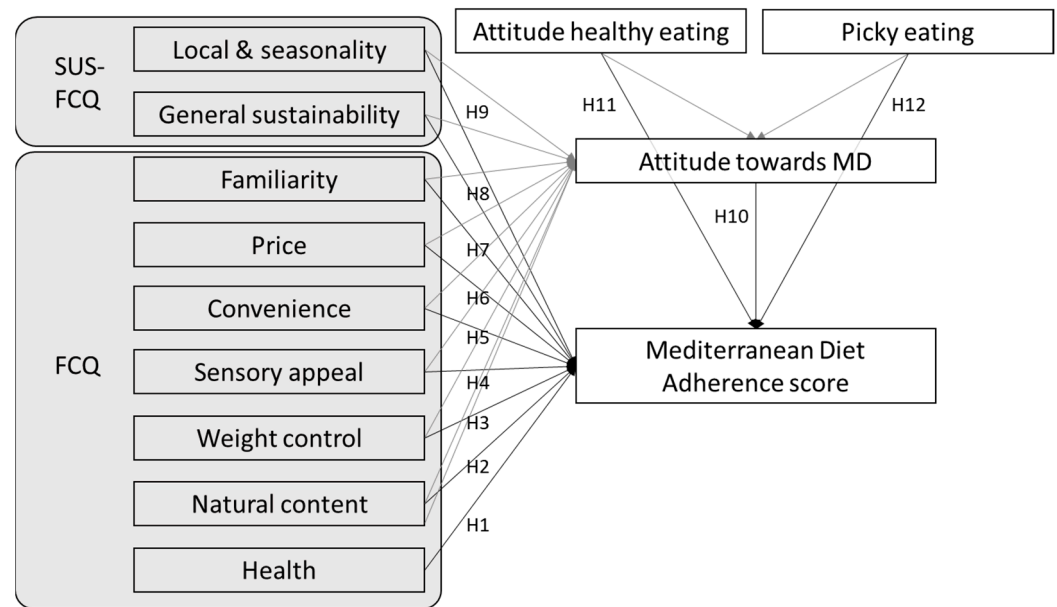 SUS-
FCQ
Local & seasonality
General sustainability
FCQ
Familiarity
Price
Convenience
Sensory appeal
Weight control
Natural content
Health
H9
H8
H7
H6
H5
H4
H3
H2
H1
Attitude healthy eating
Picky eating
H11
H12
Attitude towards MD
H10
Mediterranean Diet
Adherence score